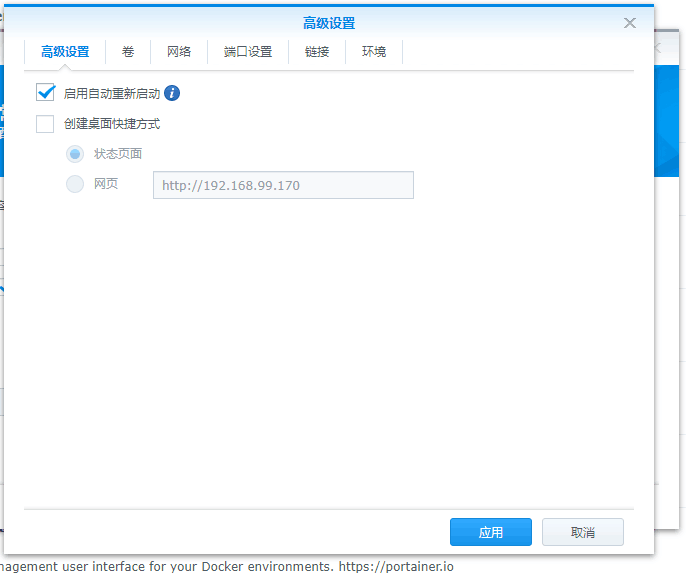 高级设置
高级设置 卷 网络 端口设置 链接 环境
启用自动重新启动
创建桌面快捷方式
状态页面
网页 http://192.168.99.170
应用 取消
nagement user interface for your Docker environments. https://portainer.io